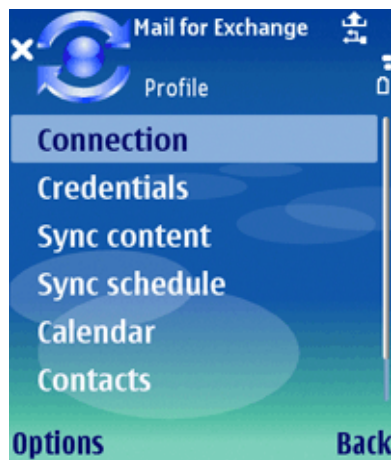 Mail for Exchange
Profile
Connection
Credentials
Sync content
Sync schedule
Calendar
Contacts
Options
Back